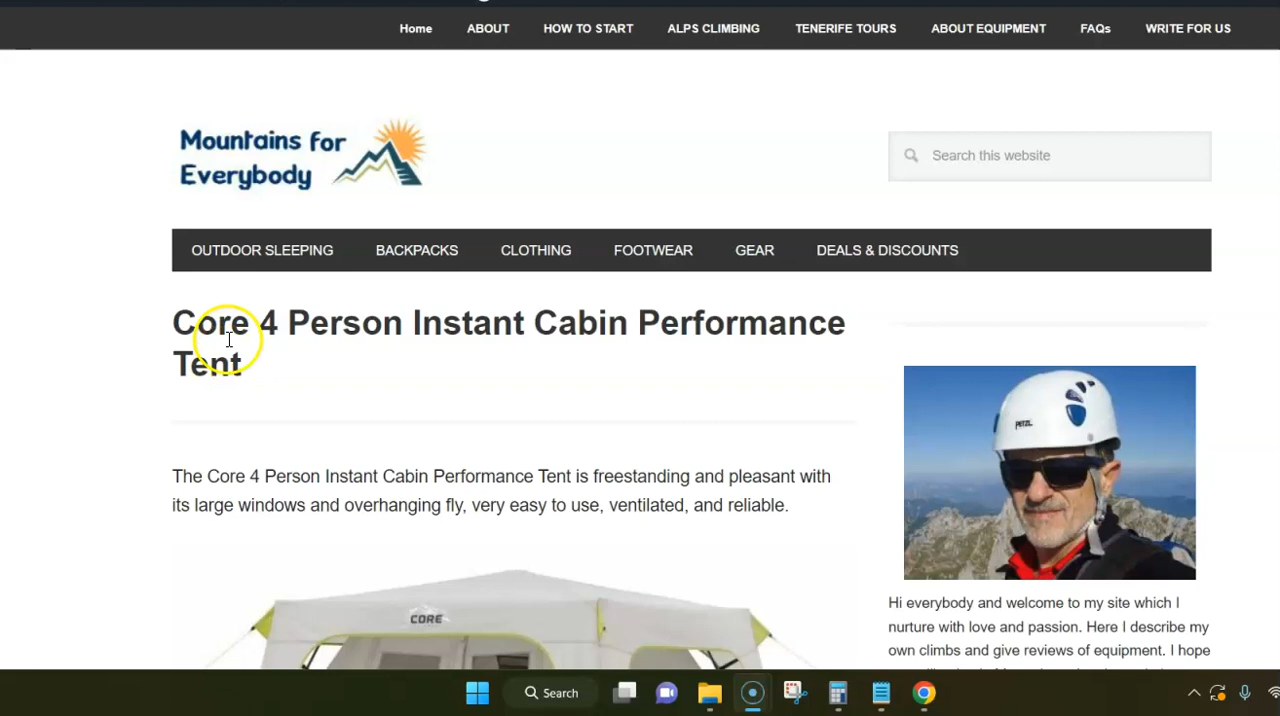 Home ABOUT HOW TO START ALPS CLIMBING TENERIFE TOURS ABOUT EQUIPMENT FAQs WRITE FOR US
Mountains for
Everybody
Search this website
OUTDOOR SLEEPING BACKPACKS CLOTHING FOOTWEAR GEAR DEALS & DISCOUNTS
Core 4 Person Instant Cabin Performance
Tent
The Core 4 Person Instant Cabin Performance Tent is freestanding and pleasant with
its large windows and overhanging fly, very easy to use, ventilated, and reliable.
CORE
PETZL
Hi everybody and welcome to my site which I
nurture with love and passion. Here I describe my
own climbs and give reviews of equipment. I hope
Search